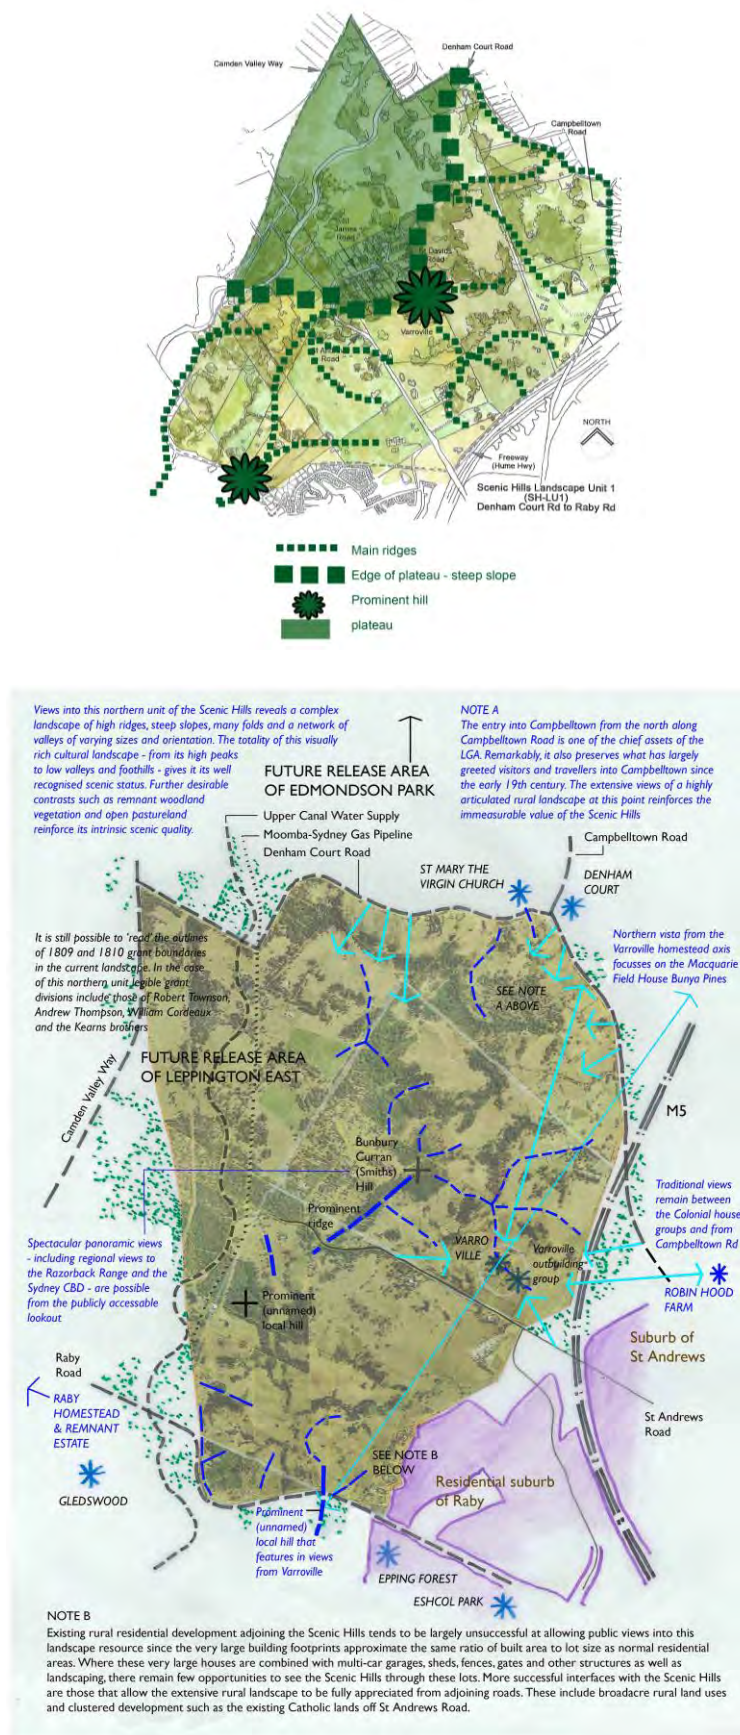 Denham Court Road
Camden Valley Way
Campbelltown
Road
James
Road
St Davids
Road
Varroville
Road
NORTH
Freeway
(Hume Hwy)
Scenic Hills Landscape Unit 1
(SH-LU1)
Denham Court Rd to Raby Rd
Main ridges
Edge of plateau - steep slope
Prominent hill
plateau
Views into this northern unit of the Scenic Hills reveals a complex
landscape of high ridges, steep slopes, many folds and a network of
valleys of varying sizes and orientation. The totality of this visually
rich cultural landscape - from its high peaks
to low valleys and foothills - gives it its well
recognised scenic status. Further desirable
contrasts such as remnant woodland
vegetation and open pastureland
reinforce its intrinsic scenic quality.
NOTE A
The entry into Campbelltown from the north along
Campbelltown Road is one of the chief assets of the
LGA. Remarkably, it also preserves what has largely
greeted visitors and travellers into Campbelltown since
the early 19th century. The extensive views of a highly
articulated rural landscape at this point reinforces the
immeasurable value of the Scenic Hills
FUTURE RELEASE AREA
OF EDMONDSON PARK
Upper Canal Water Supply
Moomba-Sydney Gas Pipeline
Denham Court Road
Campbelltown Road
ST MARY THE
VIRGIN CHURCH
DENHAM
COURT
It is still possible to 'read' the outlines
of 1809 and 1810 grant boundaries
in the current landscape. In the case
of this northern unit legible grant
divisions include those of Robert Townson,
Andrew Thompson, William Cordeaux
and the Kearns brothers
Northern vista from the
Varroville homestead axis
focusses on the Macquarie
Field House Bunya Pines
SEE NOTE
A ABOVE
FUTURE RELEASE AREA
OF LEPPINGTON EAST
Camden Valley Way
M5
Bunbury
Curran
(Smiths)
Hill
Prominent
ridge
Traditional views
remain between
the Colonial house
groups and from
Campbelltown Rd
VARRO
VILLE
Varroville
outbuilding
group
Spectacular panoramic views
- including regional views to
the Razorback Range and the
Sydney CBD - are possible
from the publicly accessable
lookout
Prominent
(unnamed)
local hill
ROBIN HOOD
FARM
Suburb of
St Andrews
Raby
Road
RABY
HOMESTEAD
& REMNANT
ESTATE
St Andrews
Road
SEE NOTE B
BELOW
Residential suburb
of Raby
GLEDSWOOD
Prominent
(unnamed)
local hill that
features in views
from Varroville
EPPING FOREST
ESHCOL PARK
NOTE B
Existing rural residential development adjoining the Scenic Hills tends to be largely unsuccessful at allowing public views into this
landscape resource since the very large building footprints approximate the same ratio of built area to lot size as normal residential
areas. Where these very large houses are combined with multi-car garages, sheds, fences, gates and other structures as well as
landscaping, there remain few opportunities to see the Scenic Hills through these lots. More successful interfaces with the Scenic Hills
are those that allow the extensive rural landscape to be fully appreciated from adjoining roads. These include broadacre rural land uses
and clustered development such as the existing Catholic lands off St Andrews Road.